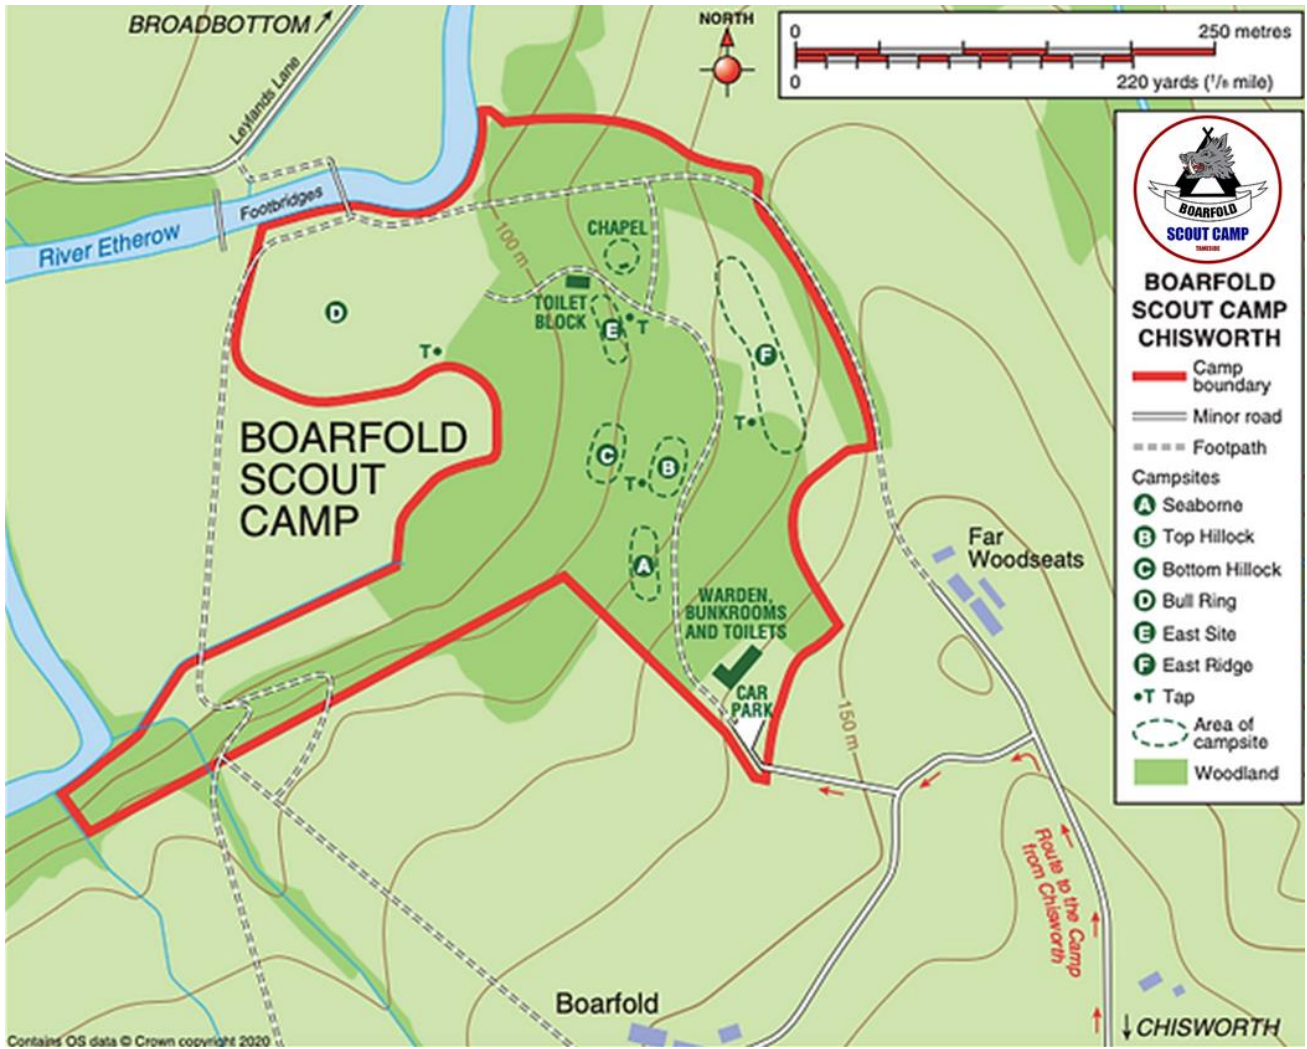 BROADBOTTOM
Leylands Lane
NORTH
0 250 metres
0 220 yards (1/8 mile)
River Etherow
Footbridges
100 m
CHAPEL
TOILET
BLOCK
E
T
D
T
F
T
BOARFOLD
SCOUT
CAMP
C
B
T
A
WARDEN,
BUNKROOMS
AND TOILETS
CAR
PARK
150 m
Far
Woodseats
Route to the Camp
from Chisworth
Boarfold
CHISWORTH
BOARFOLD
SCOUT CAMP
TAMESIDE
BOARFOLD
SCOUT CAMP
CHISWORTH
Camp
boundary
Minor road
Footpath
Campsites
A Seaborne
B Top Hillock
C Bottom Hillock
D Bull Ring
E East Site
F East Ridge
•T Tap
Area of
campsite
Woodland
Contains OS data © Crown copyright 2020